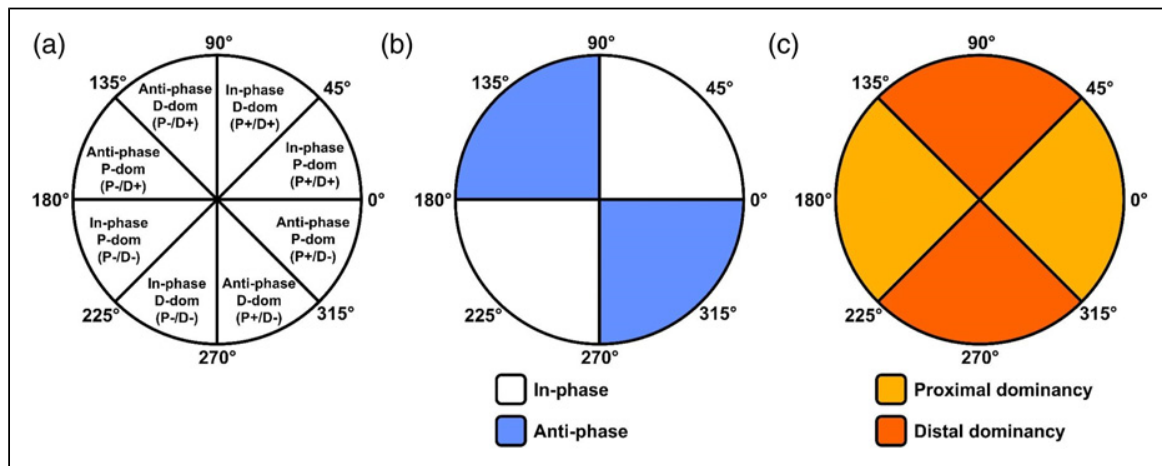 (a)
90°
135°
45°
Anti-phase
D-dom
(P-/D+)
In-phase
D-dom
(P+/D+)
Anti-phase
P-dom
(P-/D+)
In-phase
P-dom
(P+/D+)
180°
0°
In-phase
P-dom
(P-/D-)
Anti-phase
P-dom
(P+/D-)
In-phase
D-dom
(P-/D-)
Anti-phase
D-dom
(P+/D-)
225°
315°
270°
(b)
90°
135°
45°
180°
0°
225°
315°
270°
In-phase
Anti-phase
(c)
90°
135°
45°
180°
0°
225°
315°
270°
Proximal dominancy
Distal dominancy